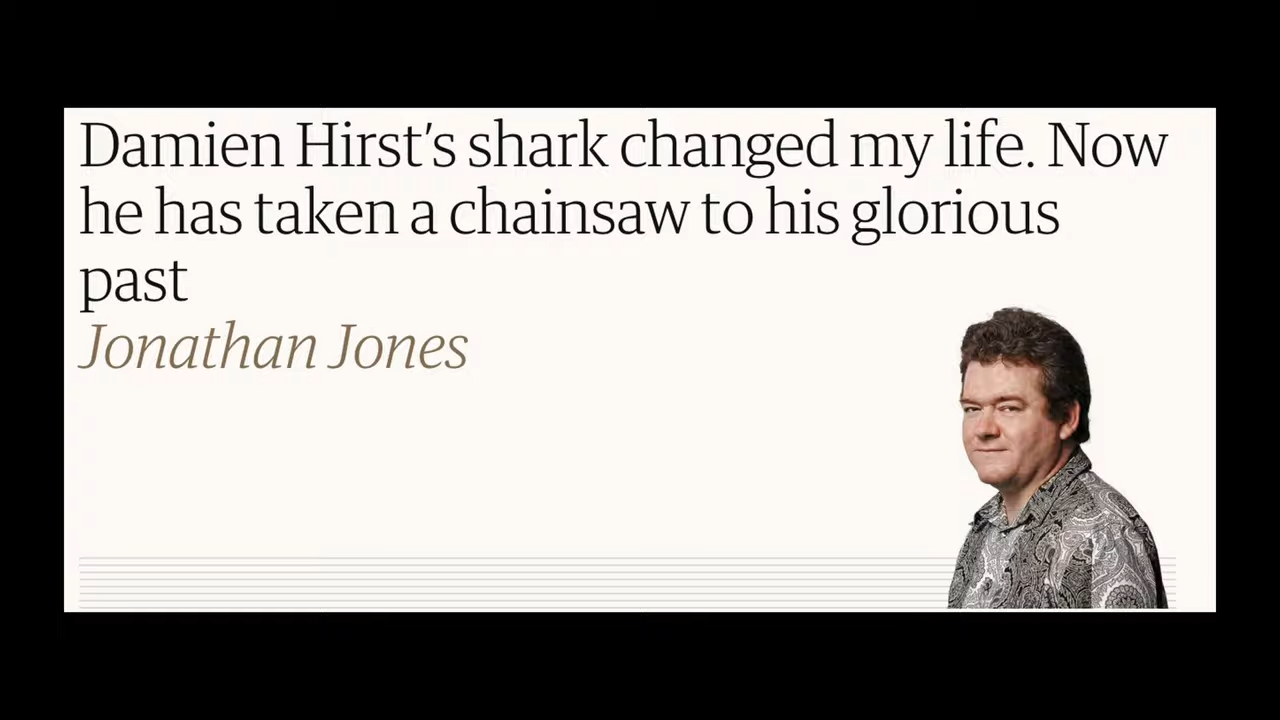 Damien Hirst’s shark changed my life. Now
he has taken a chainsaw to his glorious
past
Jonathan Jones